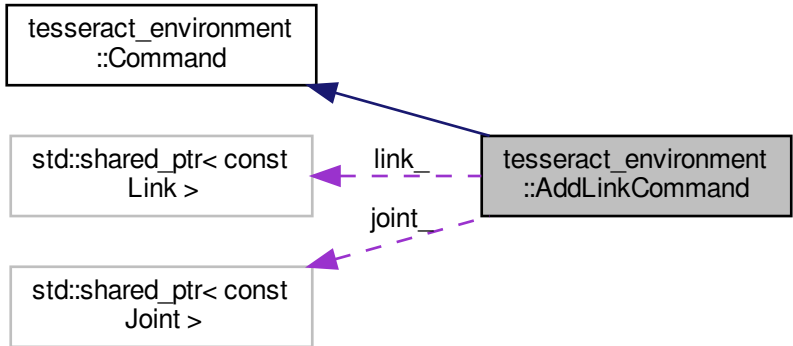 tesseract_environment
::Command
std::shared_ptr< const
Link >
link_
tesseract_environment
::AddLinkCommand
joint_
std::shared_ptr< const
Joint >